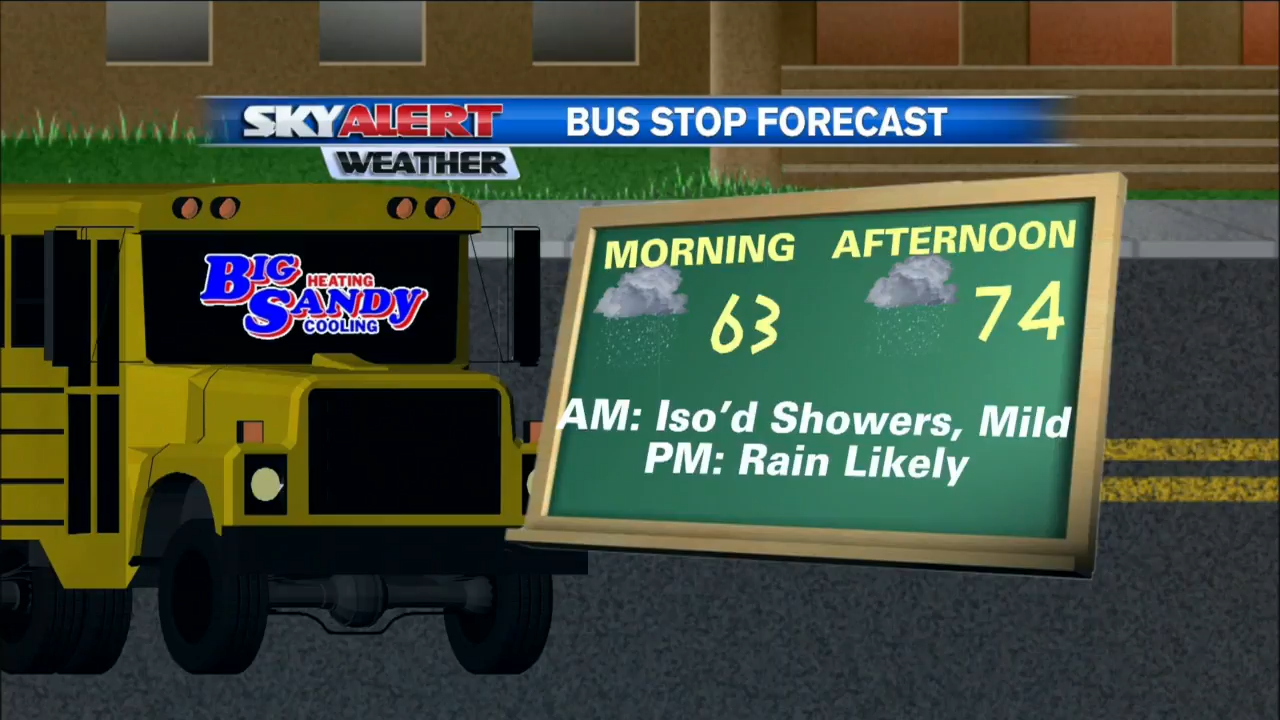 SKYALERT
WEATHER
BUS STOP FORECAST
BIG
HEATING
SANDY
COOLING
MORNING AFTERNOON
63 74
AM: Iso'd Showers, Mild
PM: Rain Likely